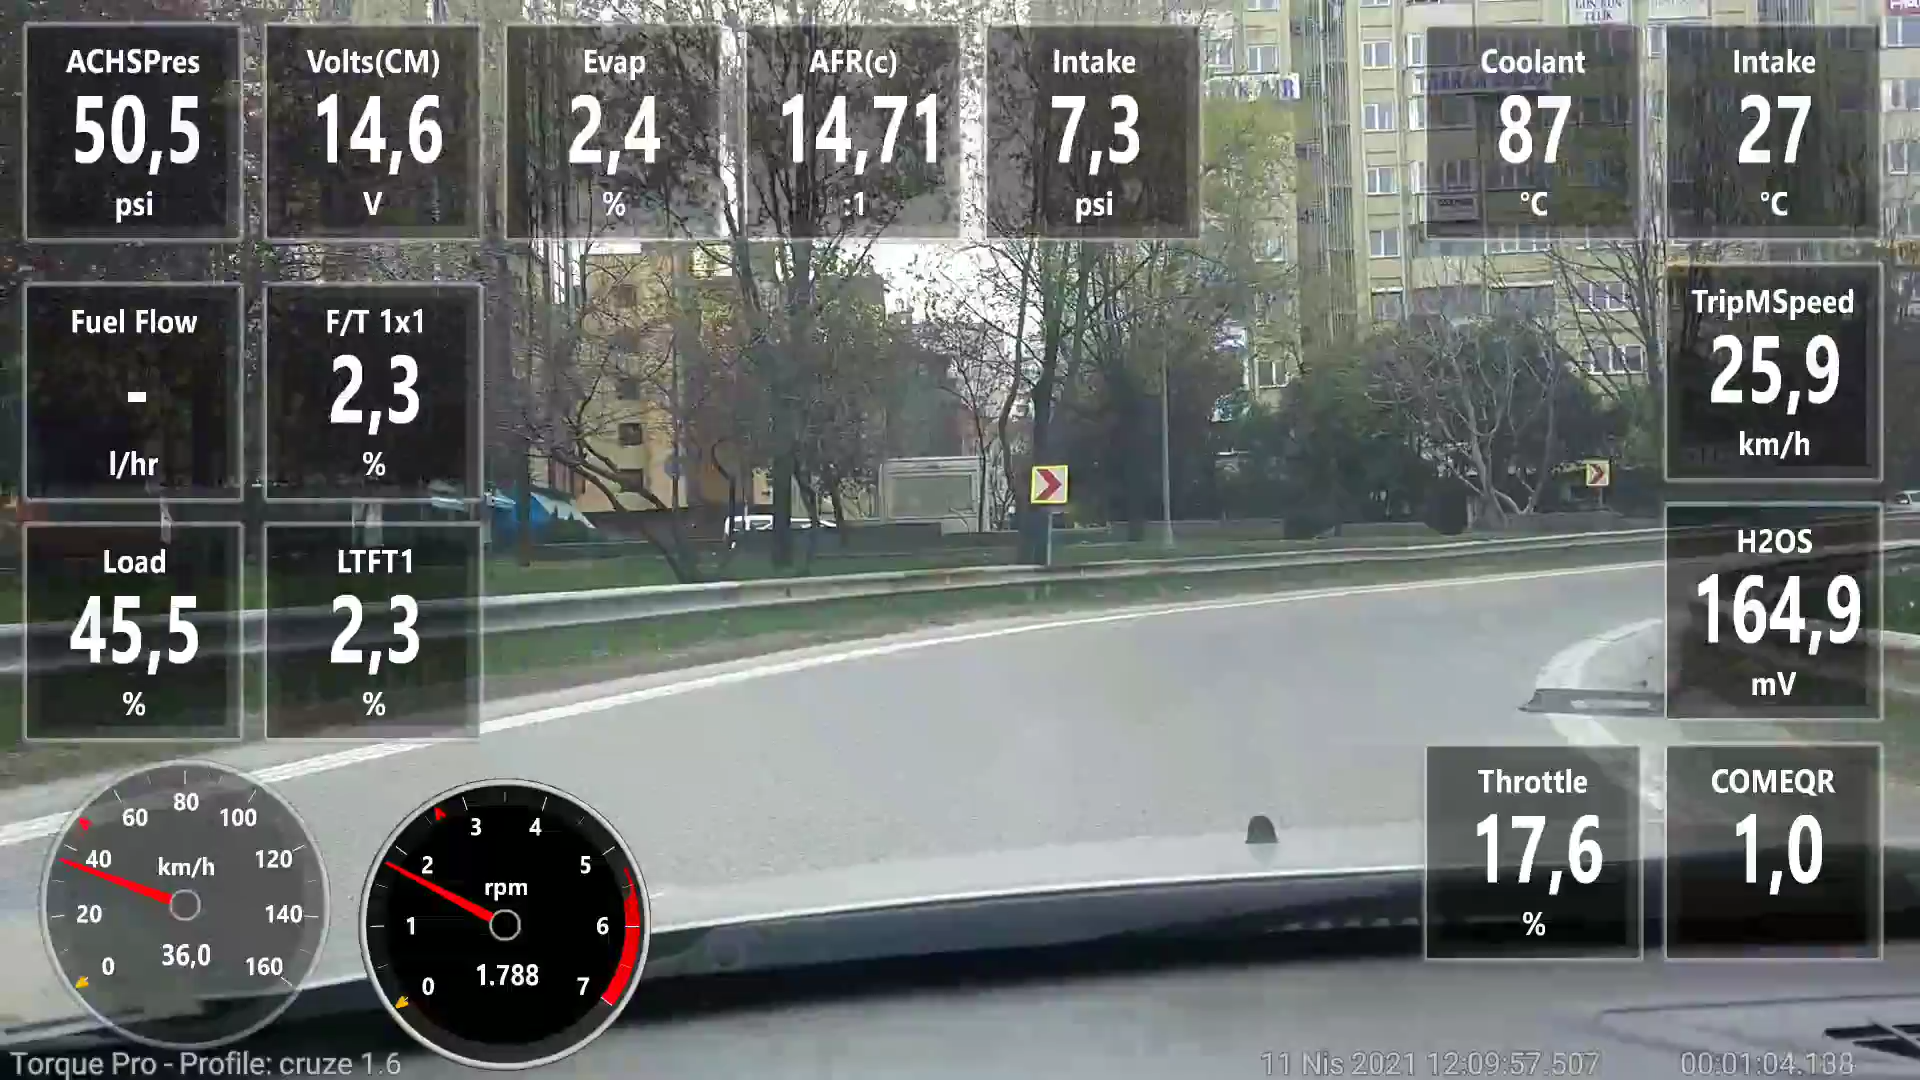 ACHSPres
50,5
psi
Volts(CM)
14,6
V
Evap
2,4
%
AFR(c)
14,71
:1
Intake
7,3
psi
Coolant
87
°C
Intake
27
°C
Fuel Flow
-
l/hr
F/T 1x1
2,3
%
TripMSpeed
25,9
km/h
Load
45,5
%
LTFT1
2,3
%
H2OS
164,9
mV
Throttle
17,6
%
COMEQR
1,0
0 20 40 60 80 100 120 140 160
km/h
36,0
0 1 2 3 4 5 6 7
rpm
1.788
Torque Pro - Profile: cruze 1.6
11 Nis 2021 12:09:57.507
00:01:04.138